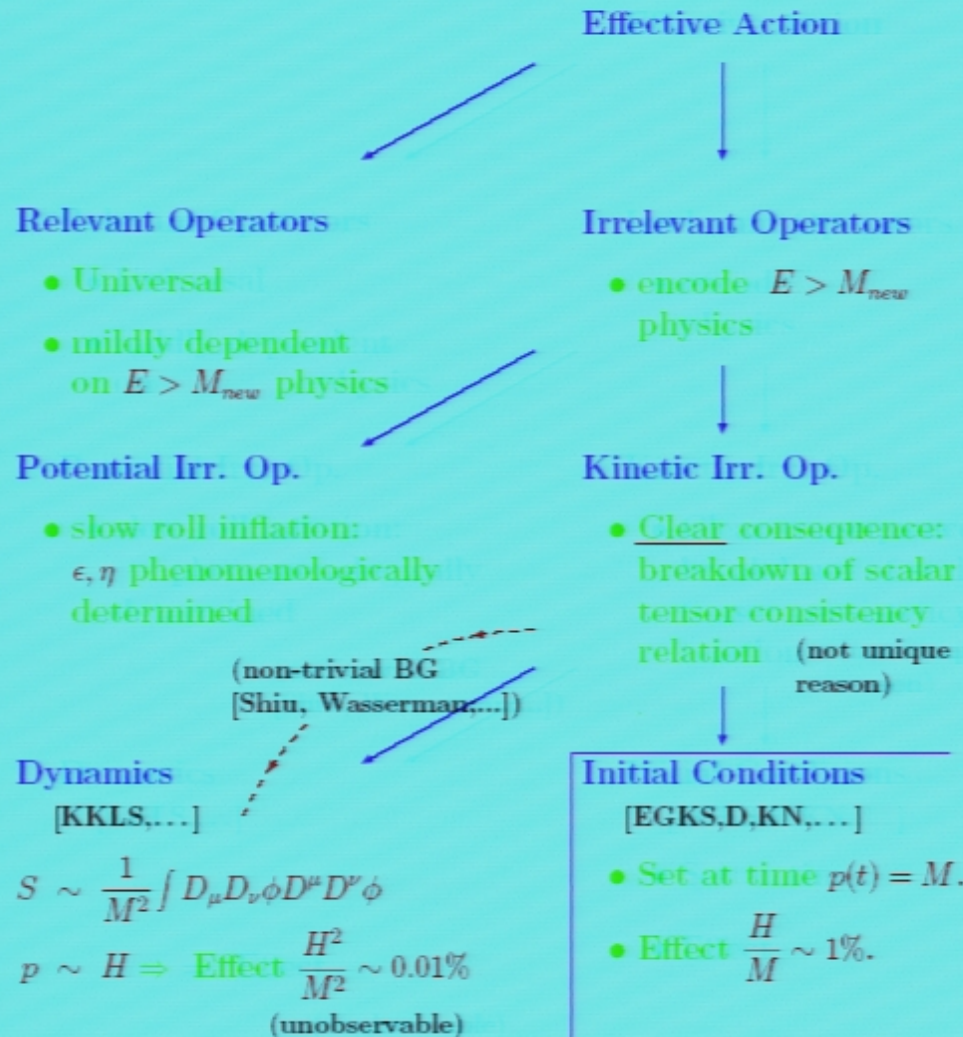 Effective Action
Relevant Operators
• Universal
• mildly dependent
on E > M_new physics
Irrelevant Operators
• encode E > M_new
physics
Potential Irr. Op.
• slow roll inflation:
ϵ, η phenomenologically
determined
Kinetic Irr. Op.
• Clear consequence:
breakdown of scalar
tensor consistency
relation (not unique
reason)
(non-trivial BG
[Shiu, Wasserman,...])
Dynamics
[KKLS,...]
S ∼ 1/M² ∫ D_μ D_ν ϕ D^μ D^ν ϕ
p ∼ H ⇒ Effect H²/M² ∼ 0.01%
(unobservable)
Initial Conditions
[EGKS,D,KN,...]
• Set at time p(t) = M.
• Effect H/M ∼ 1%.